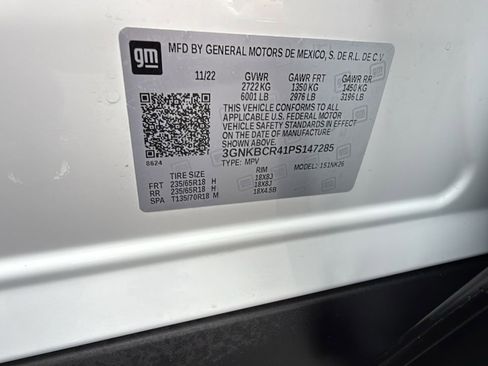 gm
MFD BY GENERAL MOTORS DE MEXICO, S. DE R.L. DE C.V.
11/22 GVWR GAWR FRT GAWR RR
2722 KG 1350 KG 1450 KG
6001 LB 2976 LB 3196 LB
THIS VEHICLE CONFORMS TO ALL
APPLICABLE U.S. FEDERAL MOTOR
VEHICLE SAFETY STANDARDS IN EFFECT ON
THE DATE OF MANUFACTURE SHOWN ABOVE.
3GNKBCR41PS147285
8624 TYPE: MPV MODEL: 1S1NK26
TIRE SIZE RIM
FRT 235/65R18 H 18X8J
RR 235/65R18 H 18X8J
SPA T135/70R18 M 18X4.5B